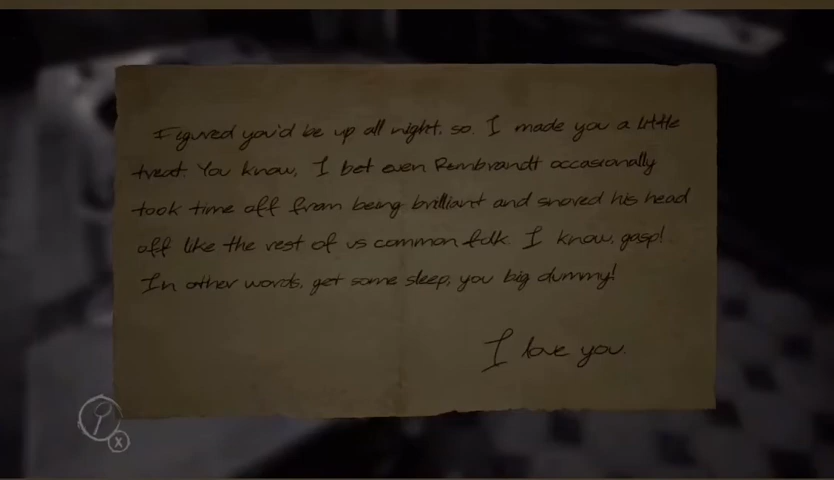 Figured you'd be up all night, so. I made you a little
treat. You know, I bet even Rembrandt occasionally
took time off from being brilliant and snored his head
off like the rest of us common folk. I know, gasp!
In other words, get some sleep, you big dummy!
I love you.
X